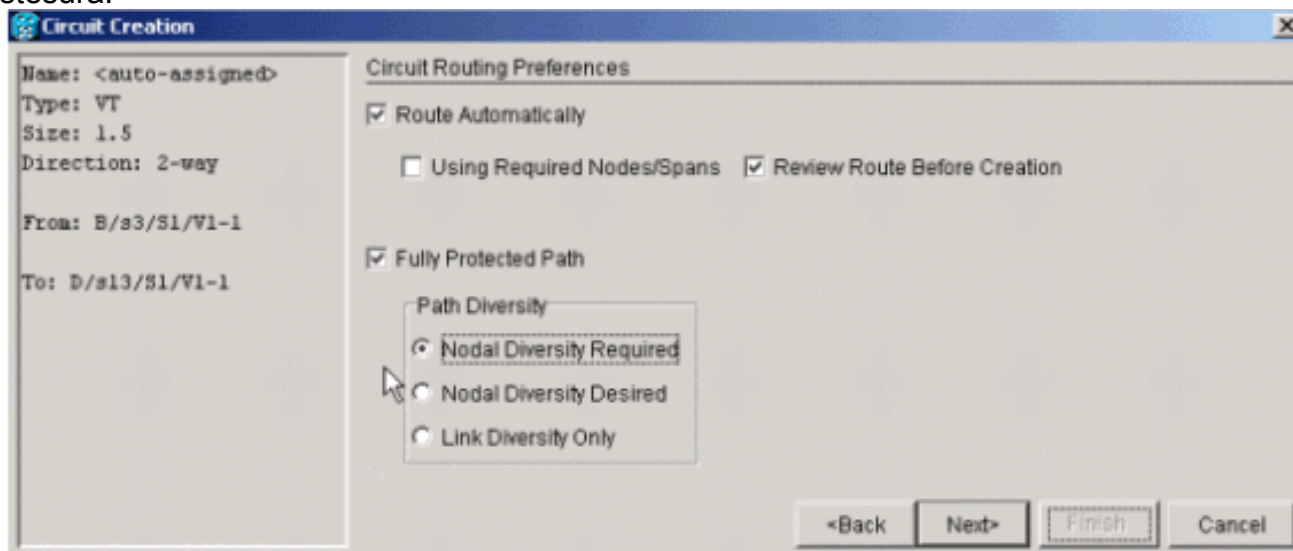 Circuit Creation
Name: <auto-assigned>
Type: VT
Size: 1.5
Direction: 2-way
From: B/s3/S1/V1-1
To: D/s13/S1/V1-1
Circuit Routing Preferences
Route Automatically
Using Required Nodes/Spans Review Route Before Creation
Fully Protected Path
Path Diversity
Nodal Diversity Required
Nodal Diversity Desired
Link Diversity Only
<Back Next> Finish Cancel